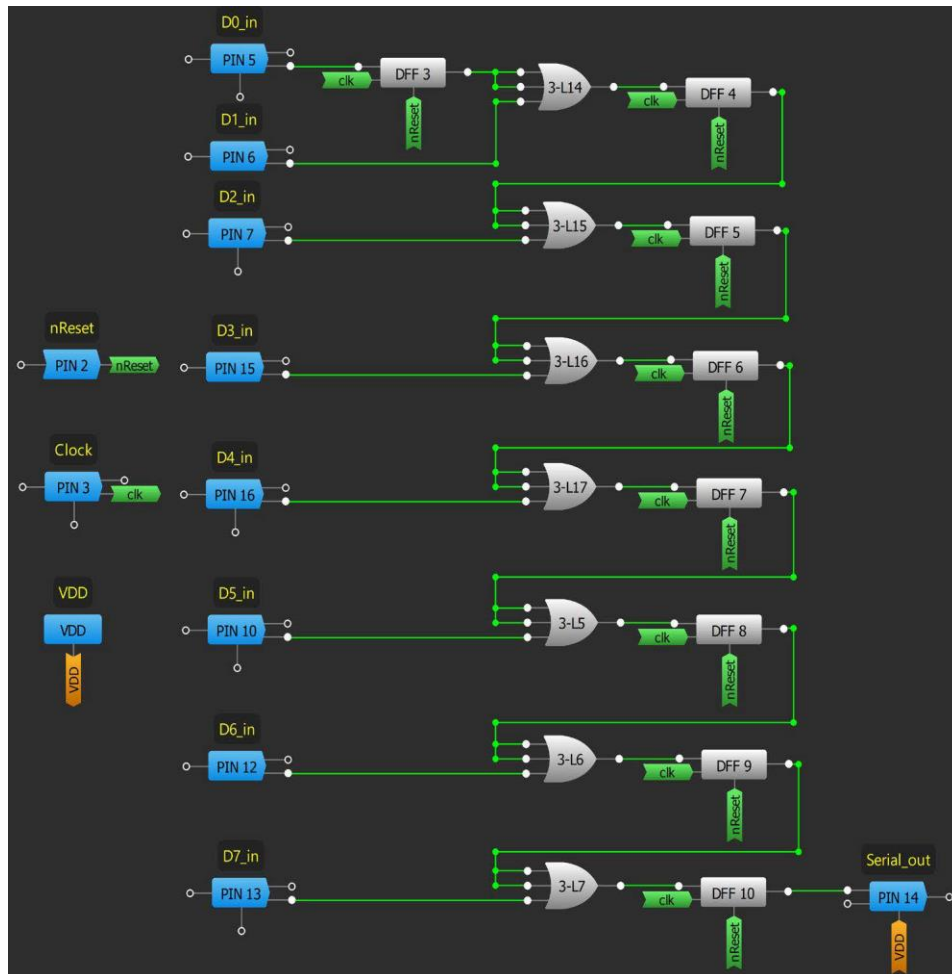 D0_in
PIN 5
clk
DFF 3
nReset
3-L14
clk
DFF 4
nReset
D1_in
PIN 6
D2_in
PIN 7
3-L15
clk
DFF 5
nReset
nReset
PIN 2
nReset
D3_in
PIN 15
3-L16
clk
DFF 6
nReset
Clock
PIN 3
clk
D4_in
PIN 16
3-L17
clk
DFF 7
nReset
VDD
VDD
VDD
D5_in
PIN 10
3-L5
clk
DFF 8
nReset
D6_in
PIN 12
3-L6
clk
DFF 9
nReset
D7_in
PIN 13
3-L7
clk
DFF 10
nReset
Serial_out
PIN 14
VDD